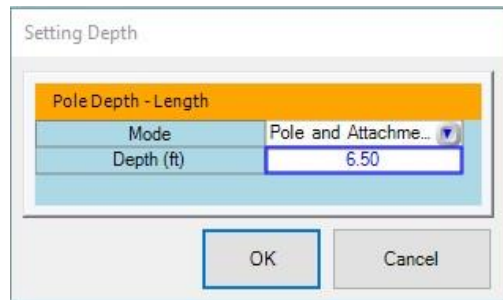 Setting Depth
Pole Depth - Length
Mode Pole and Attachme...
Depth (ft) 6.50
OK Cancel